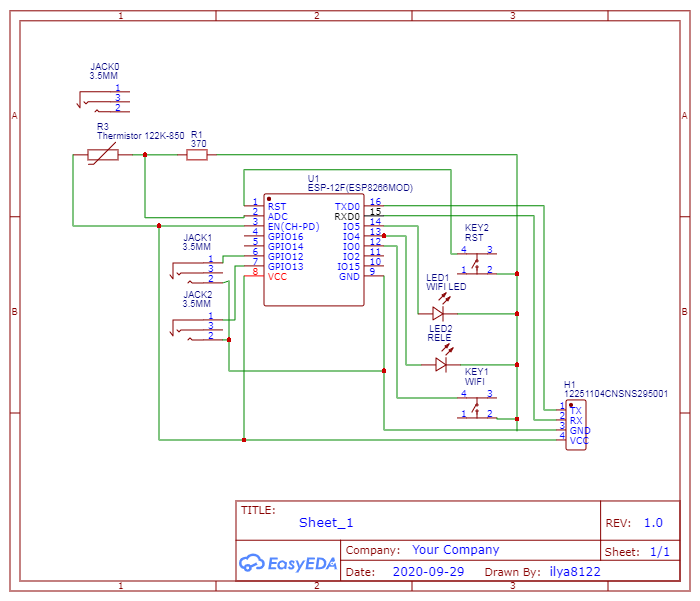 1 2 3
A A
JACK0
3.5MM
1
3
2
R3
Thermistor 122K-850
R1
370
U1
ESP-12F(ESP8266MOD)
1 RST TXD0 16
2 ADC RXD0 15
3 EN(CH-PD) IO5 14
4 GPIO16 IO4 13
5 GPIO14 IO0 12
6 GPIO12 IO2 11
7 GPIO13 IO15 10
8 VCC GND 9
JACK1
3.5MM
1
3
2
JACK2
3.5MM
1
3
2
KEY2
RST
4 3
1 2
LED1
WIFI LED
B B
LED2
RELE
KEY1
WIFI
4 3
1 2
H1
12251104CNSNS295001
1 TX
2 RX
3 GND
4 VCC
TITLE:
Sheet_1
REV: 1.0
EasyEDA
Company: Your Company
Sheet: 1/1
Date: 2020-09-29 Drawn By: ilya8122
1 2 3